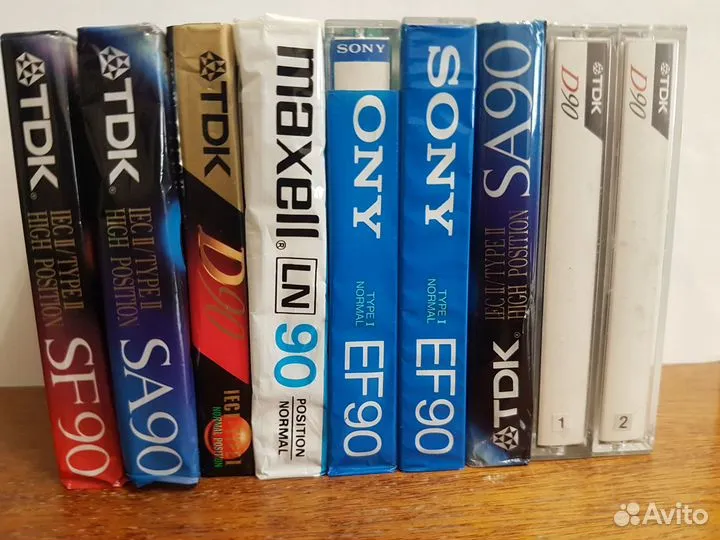 TDK
IEC II/TYPE II
HIGH POSITION
SF90
TDK
IEC II/TYPE II
HIGH POSITION
SA90
TDK
D90
IEC I
NORMAL POSITION
maxell
LN
90
POSITION
NORMAL
SONY
ONY
TYPE I
NORMAL
EF90
SONY
TYPE I
NORMAL
EF90
TDK
IEC II/TYPE II
HIGH POSITION
SA90
TDK
D90
1
TDK
D90
2
Avito